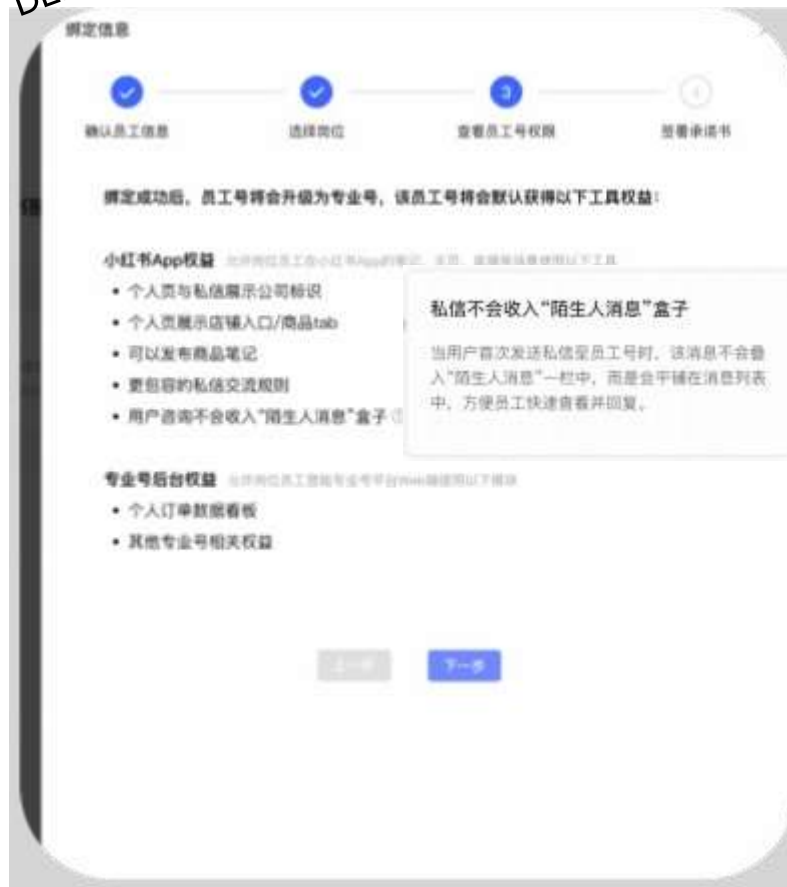 DE
绑定信息
3
4
确认员工信息
选择岗位
查看员工号权限
签署承诺书
绑定成功后，员工号将会升级为专业号，该员工号将会默认获得以下工具权益：
小红书App权益
• 个人页与私信展示公司标识
• 个人页展示店铺入口/商品tab
• 可以发布商品笔记
• 更包容的私信交流规则
• 用户咨询不会收入“陌生人消息”盒子
私信不会收入“陌生人消息”盒子
当用户首次发送私信至员工号时，该消息不会叠
入“陌生人消息”一栏中，而是会平铺在消息列表
中，方便员工快速查看并回复。
专业号后台权益
• 个人订单数据看板
• 其他专业号相关权益
上一步
下一步